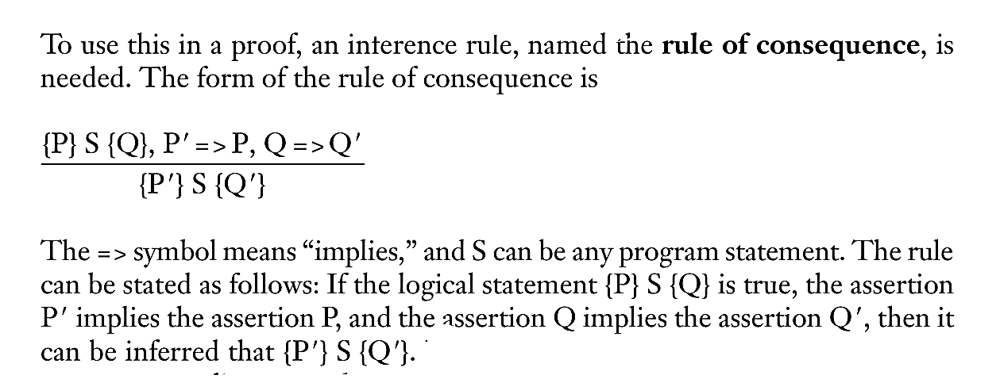 To use this in a proof, an interence rule, named the rule of consequence, is
needed. The form of the rule of consequence is
{P} S {Q}, P′ => P, Q => Q′
{P′} S {Q′}
The => symbol means “implies,” and S can be any program statement. The rule
can be stated as follows: If the logical statement {P} S {Q} is true, the assertion
P′ implies the assertion P, and the assertion Q implies the assertion Q′, then it
can be inferred that {P′} S {Q′}.